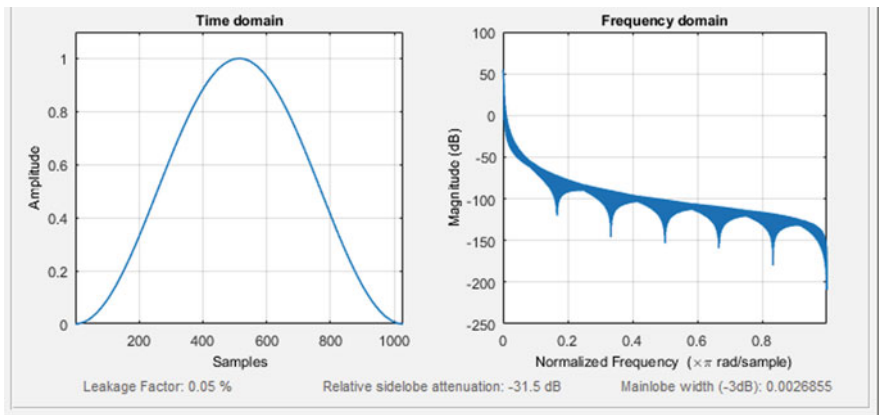 Time domain
Amplitude
1
0.8
0.6
0.4
0.2
0
200
400
600
800
1000
Samples
Frequency domain
Magnitude (dB)
100
50
0
-50
-100
-150
-200
-250
0
0.2
0.4
0.6
0.8
Normalized Frequency (×π rad/sample)
Leakage Factor: 0.05 %
Relative sidelobe attenuation: -31.5 dB
Mainlobe width (-3dB): 0.0026855